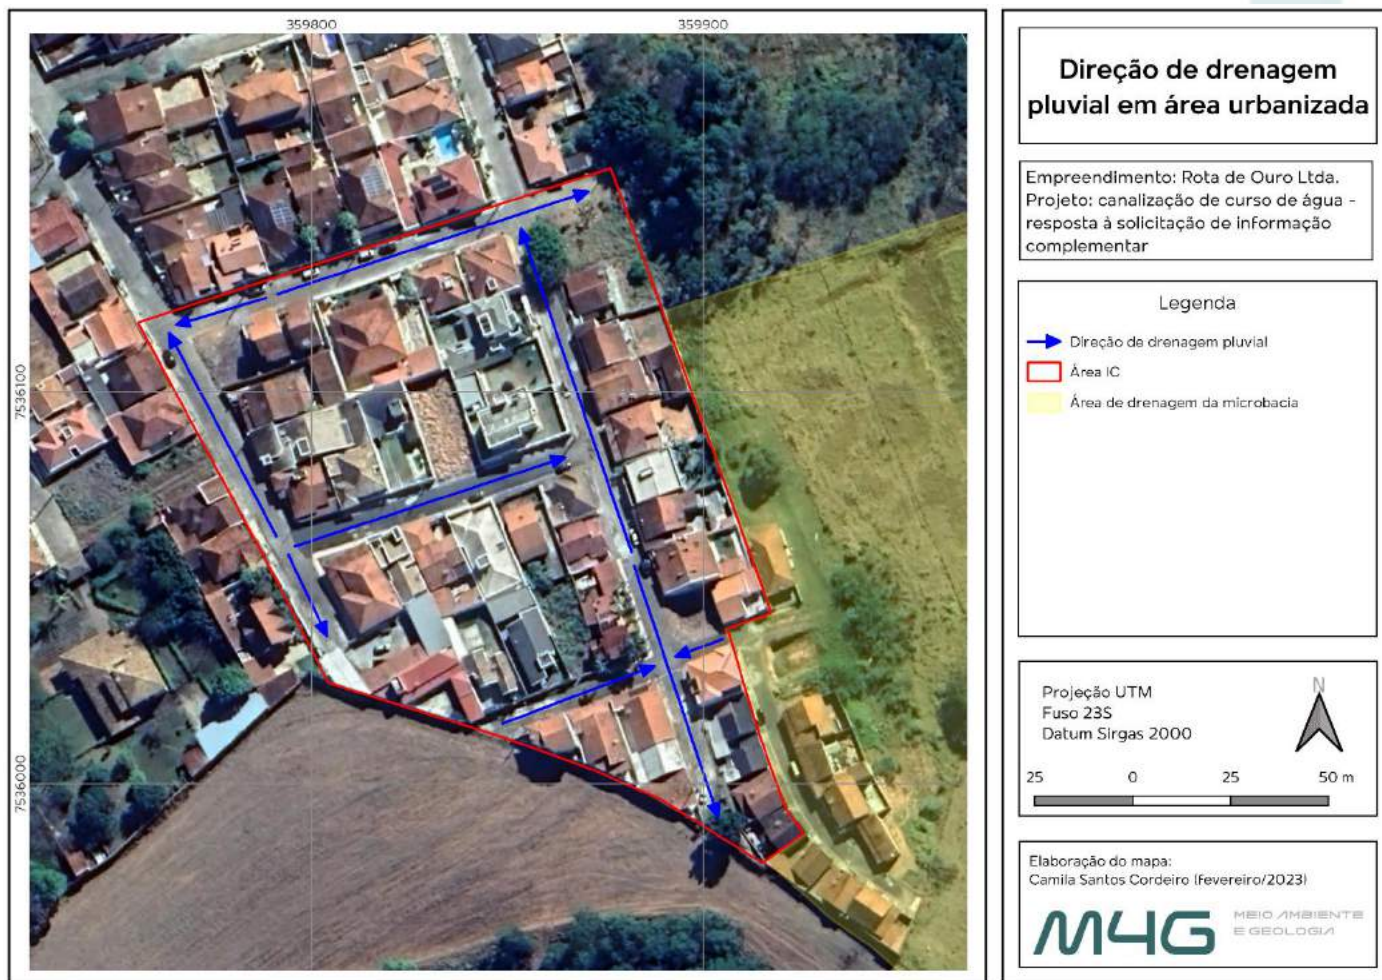 359800
359900
7536100
7536000
Direção de drenagem
pluvial em área urbanizada
Empreendimento: Rota de Ouro Ltda.
Projeto: canalização de curso de água -
resposta à solicitação de informação
complementar
Legenda
Direção de drenagem pluvial
Área IC
Área de drenagem da microbacia
Projeção UTM
Fuso 23S
Datum Sirgas 2000
N
25 0 25 50 m
Elaboração do mapa:
Camila Santos Cordeiro (fevereiro/2023)
M4G
MEIO AMBIENTE
E GEOLOGIA